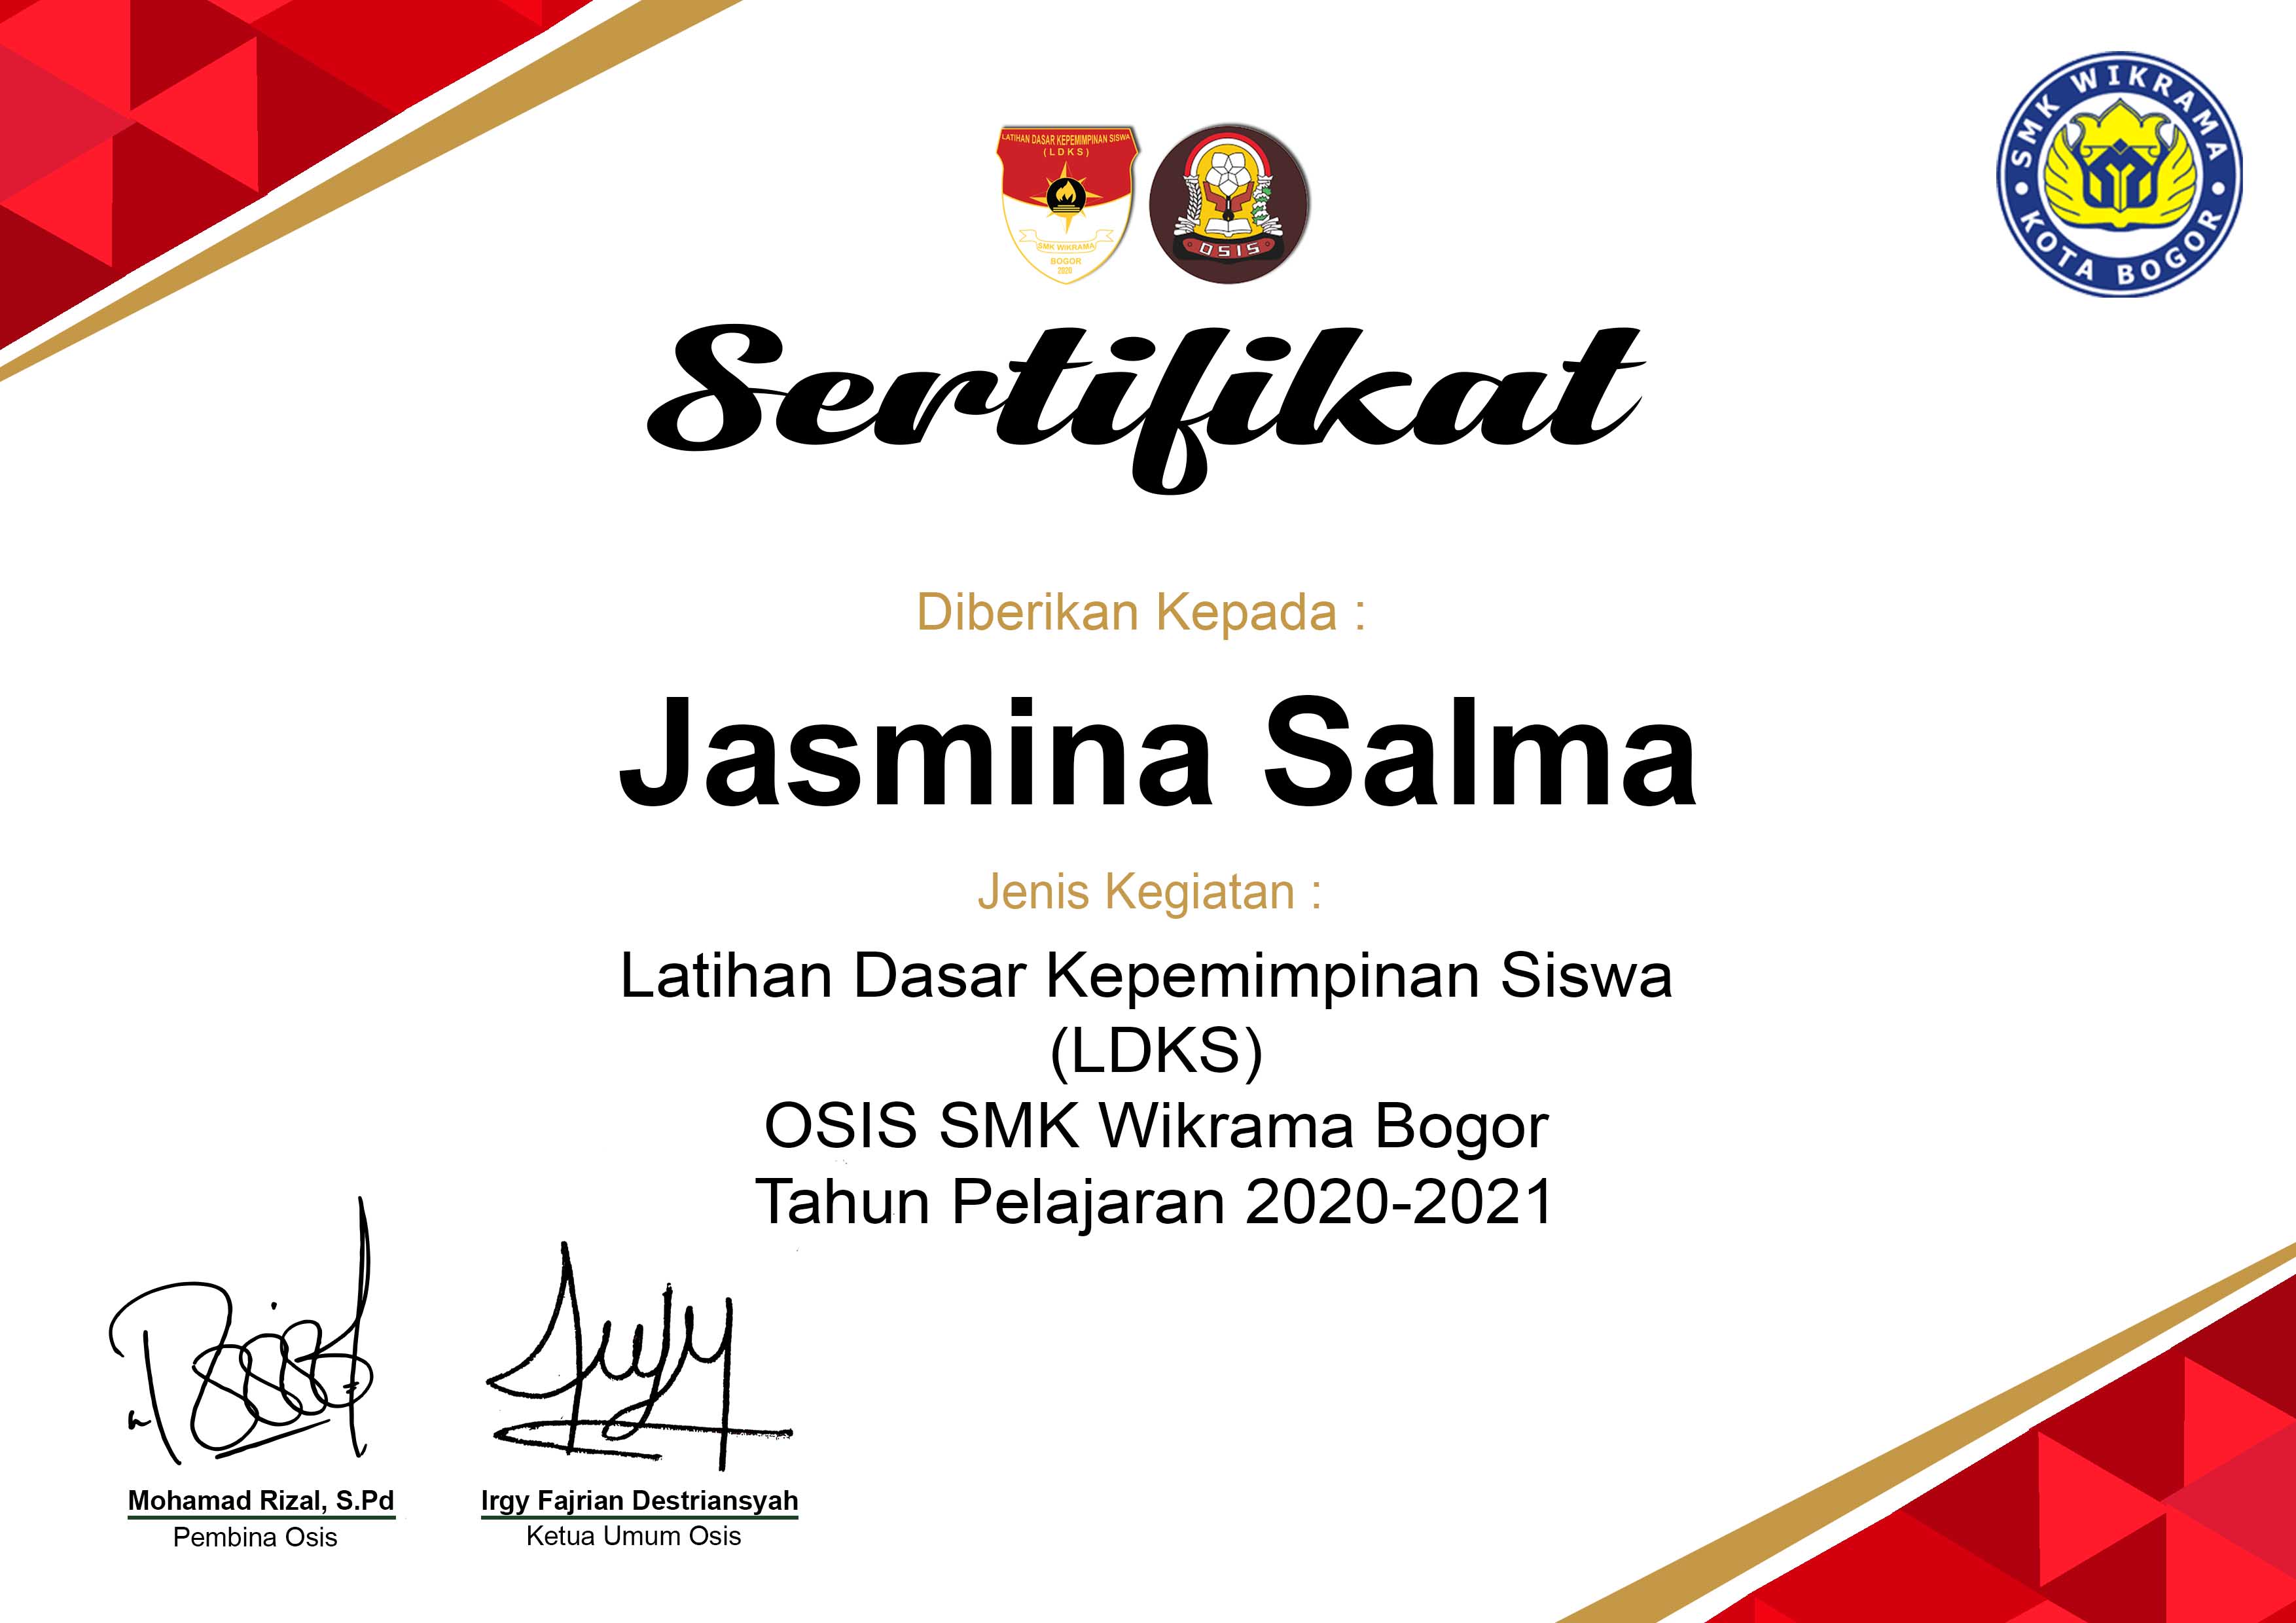 LATIHAN DASAR KEPEMIMPINAN SISWA
(LDKS)
SMK WIKRAMA
BOGOR
2020
OSIS
SMK WIKRAMA
KOTA BOGOR
Sertifikat
Diberikan Kepada :
Jasmina Salma
Jenis Kegiatan :
Latihan Dasar Kepemimpinan Siswa
(LDKS)
OSIS SMK Wikrama Bogor
Tahun Pelajaran 2020-2021
Mohamad Rizal, S.Pd
Pembina Osis
Irgy Fajrian Destriansyah
Ketua Umum Osis